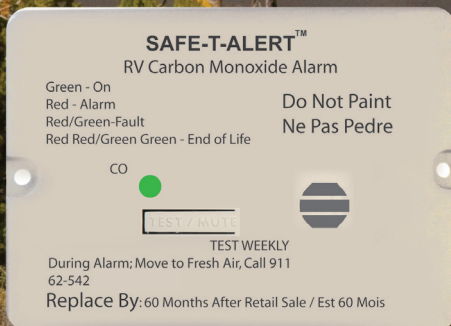 SAFE-T-ALERT™
RV Carbon Monoxide Alarm
Green - On
Red - Alarm
Red/Green-Fault
Red Red/Green Green - End of Life
Do Not Paint
Ne Pas Pedre
CO
TEST / MUTE
TEST WEEKLY
During Alarm; Move to Fresh Air, Call 911
62-542
Replace By: 60 Months After Retail Sale / Est 60 Mois